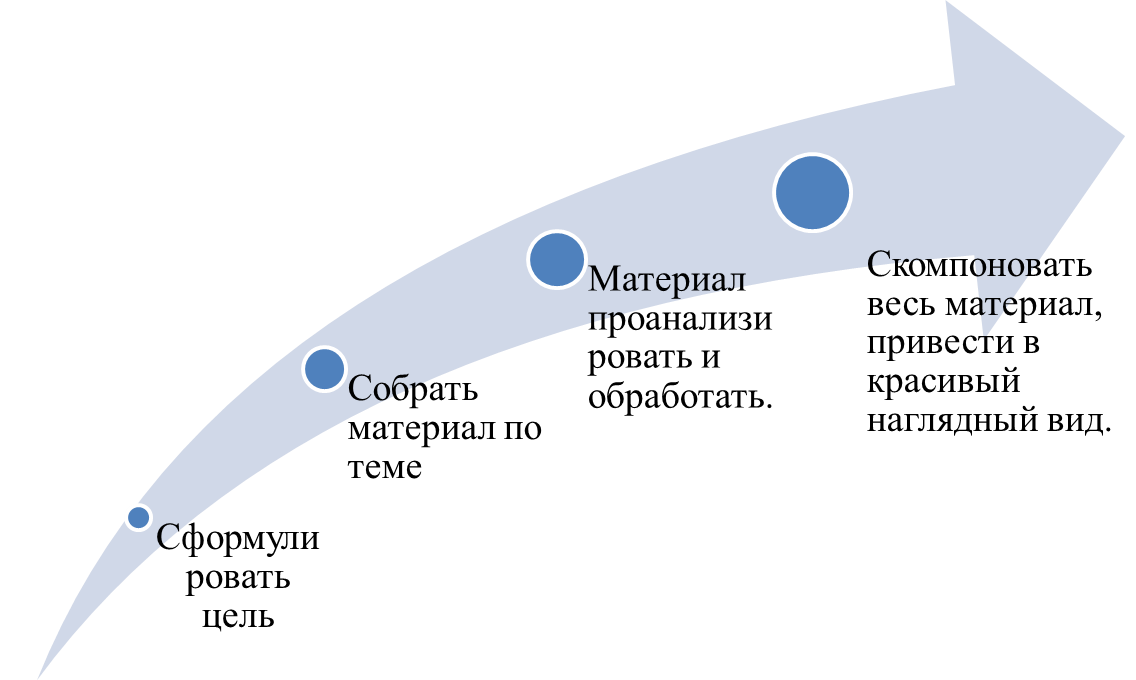 Сформули
ровать
цель
Собрать
материал по
теме
Материал
проанализи
ровать и
обработать.
Скомпоновать
весь материал,
привести в
красивый
наглядный вид.